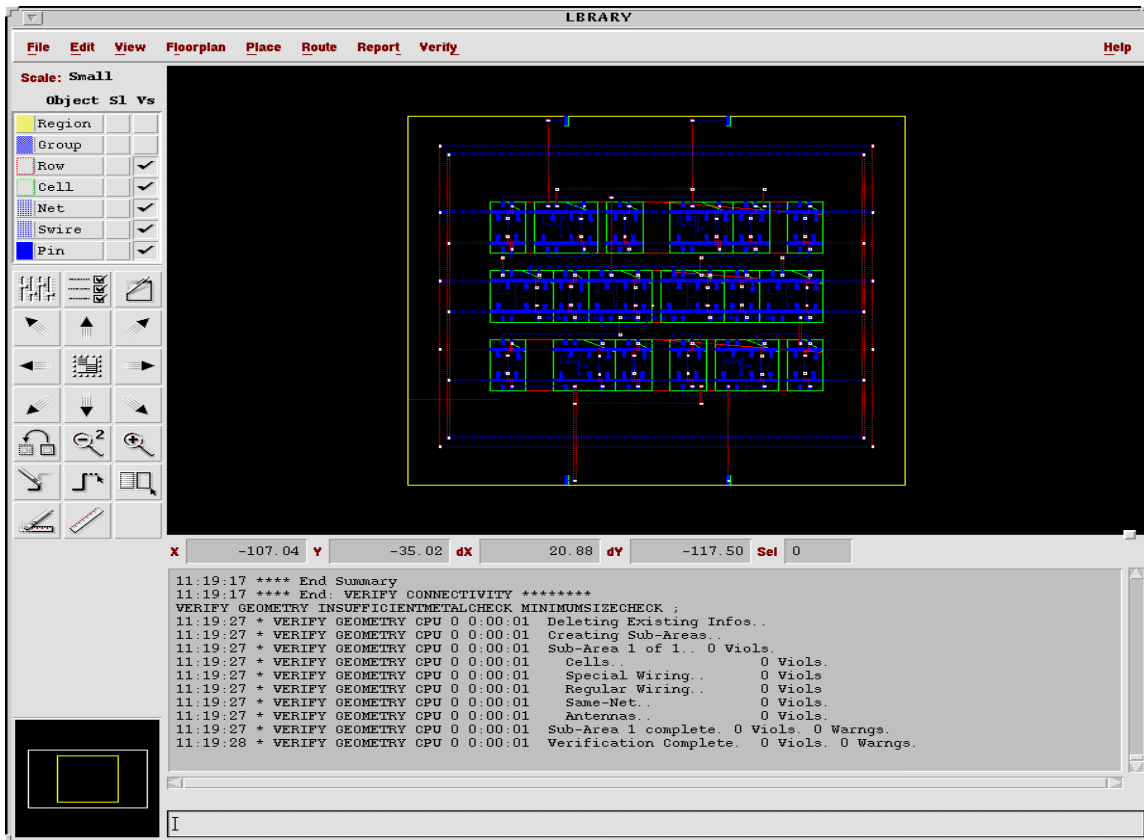 LBRARY
File Edit View Floorplan Place Route Report Verify Help
Scale: Small
Object Sl Vs
Region
Group
Row
Cell
Net
Swire
Pin
2
X -107.04 Y -35.02 dX 20.88 dY -117.50 Sel 0
11:19:17 **** End Summary
11:19:17 **** End: VERIFY CONNECTIVITY ********
VERIFY GEOMETRY INSUFFICIENTMETALCHECK MINIMUMSIZECHECK ;
11:19:27 * VERIFY GEOMETRY CPU 0 0:00:01 Deleting Existing Infos..
11:19:27 * VERIFY GEOMETRY CPU 0 0:00:01 Creating Sub-Areas..
11:19:27 * VERIFY GEOMETRY CPU 0 0:00:01 Sub-Area 1 of 1.. 0 Viols.
11:19:27 * VERIFY GEOMETRY CPU 0 0:00:01 Cells.. 0 Viols.
11:19:27 * VERIFY GEOMETRY CPU 0 0:00:01 Special Wiring.. 0 Viols
11:19:27 * VERIFY GEOMETRY CPU 0 0:00:01 Regular Wiring.. 0 Viols
11:19:27 * VERIFY GEOMETRY CPU 0 0:00:01 Same-Net.. 0 Viols.
11:19:27 * VERIFY GEOMETRY CPU 0 0:00:01 Antennas.. 0 Viols.
11:19:27 * VERIFY GEOMETRY CPU 0 0:00:01 Sub-Area 1 complete. 0 Viols. 0 Warngs.
11:19:28 * VERIFY GEOMETRY CPU 0 0:00:01 Verification Complete. 0 Viols. 0 Warngs.